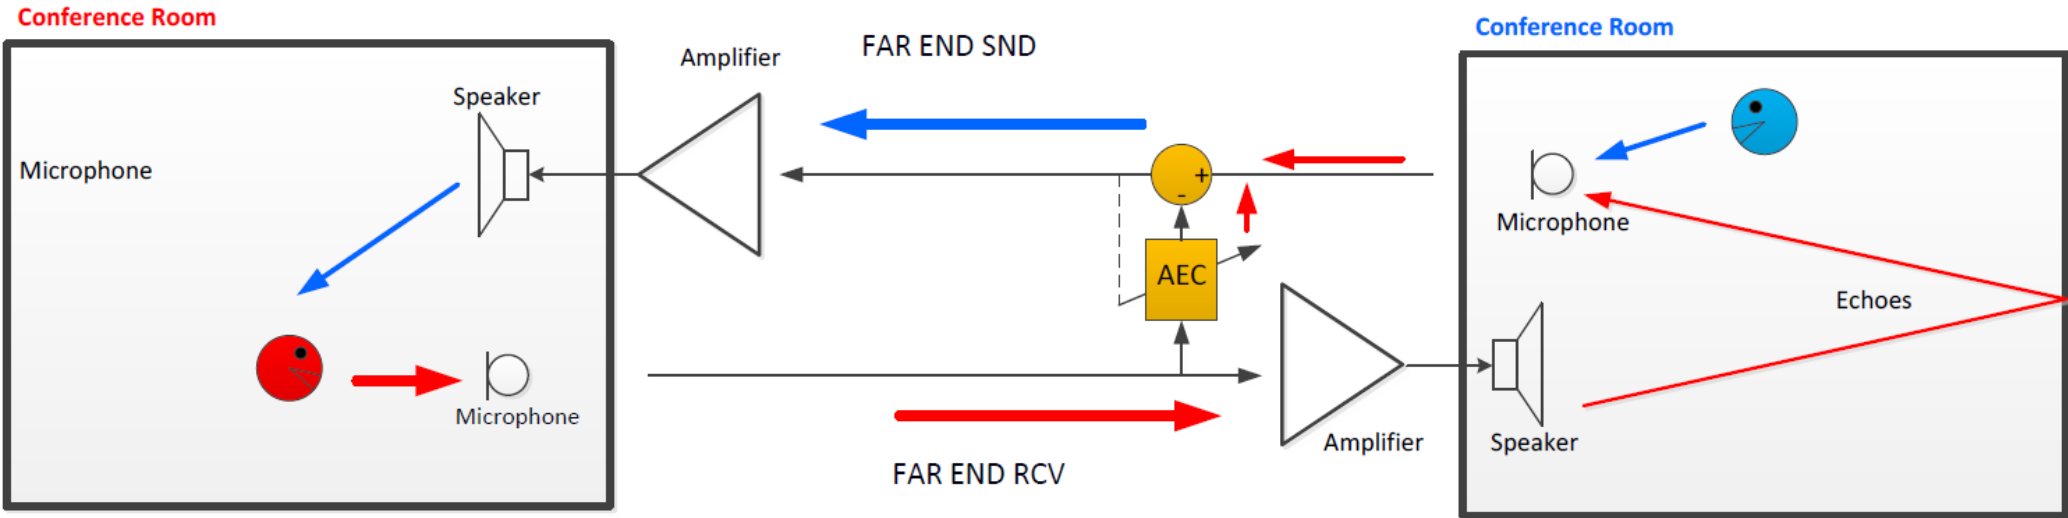 Conference Room
Conference Room
Amplifier
FAR END SND
Speaker
Microphone
+
-
Microphone
AEC
Echoes
Microphone
Amplifier
Speaker
FAR END RCV